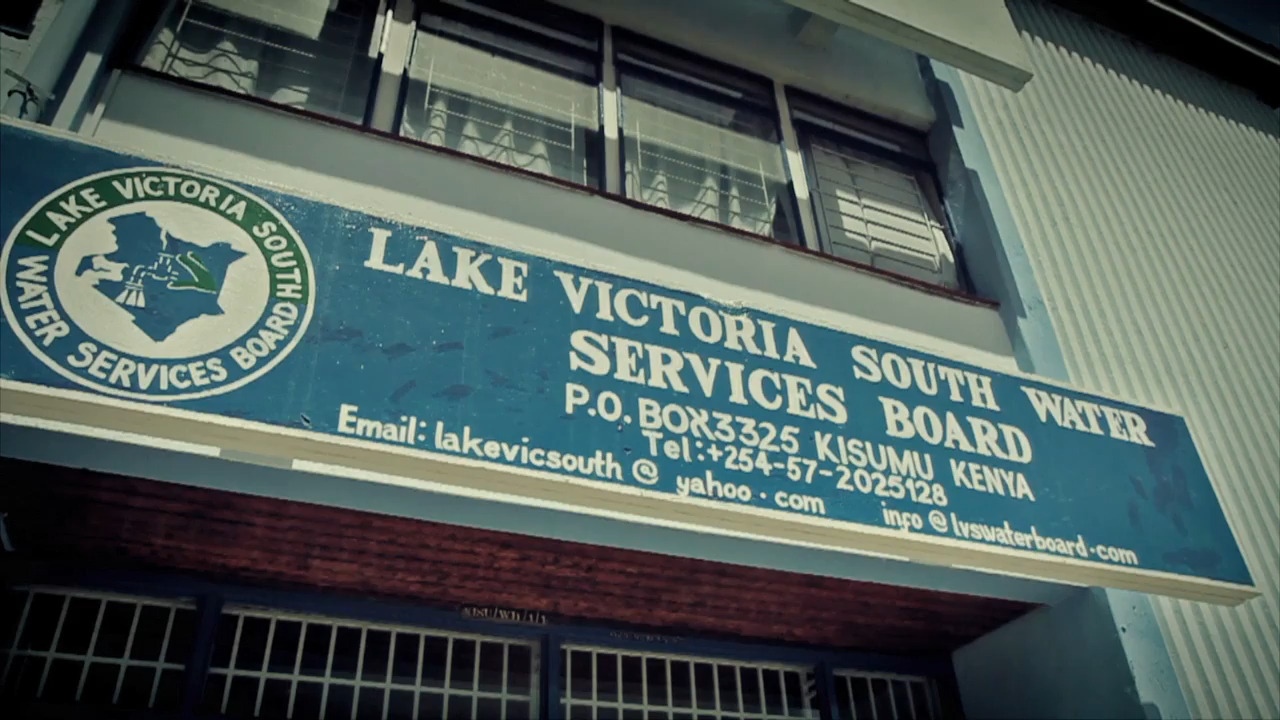 LAKE VICTORIA SOUTH
WATER SERVICES BOARD
LAKE VICTORIA SOUTH WATER
SERVICES BOARD
P.O. BOX3325 KISUMU KENYA
Tel:+254-57-2025128
Email: lakevicsouth @ yahoo.com info @ lvswaterboard.com